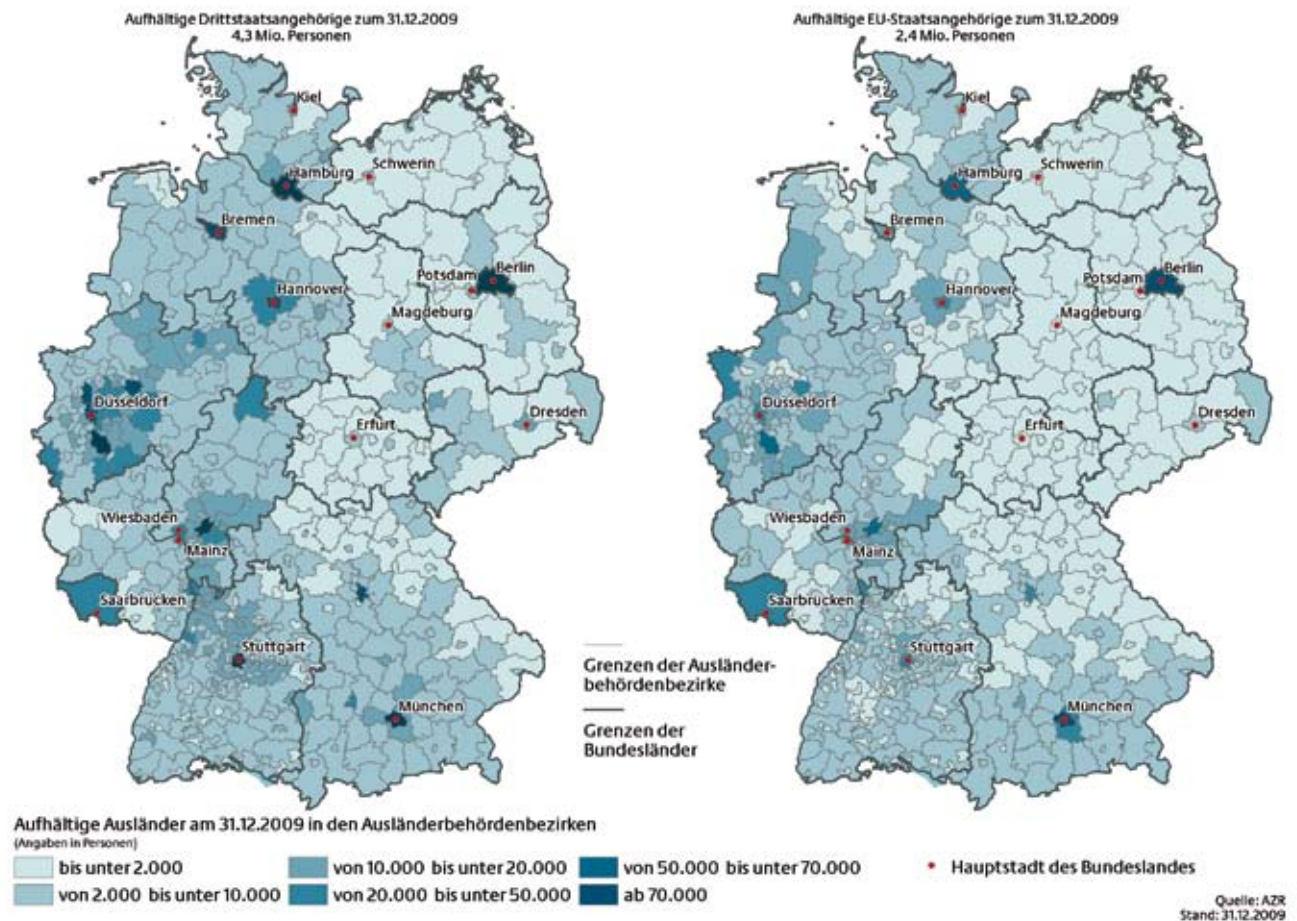 Aufhältige Drittstaatsangehörige zum 31.12.2009
4,3 Mio. Personen
Aufhältige EU-Staatsangehörige zum 31.12.2009
2,4 Mio. Personen
Kiel
Schwerin
Hamburg
Bremen
Potsdam
Berlin
Hannover
Magdeburg
Düsseldorf
Dresden
Erfurt
Wiesbaden
Mainz
Saarbrücken
Stuttgart
München
Kiel
Schwerin
Hamburg
Bremen
Potsdam
Berlin
Hannover
Magdeburg
Düsseldorf
Dresden
Erfurt
Wiesbaden
Mainz
Saarbrücken
Stuttgart
München
Grenzen der Ausländer-
behördenbezirke
Grenzen der
Bundesländer
Aufhältige Ausländer am 31.12.2009 in den Ausländerbehördenbezirken
(Angaben in Personen)
bis unter 2.000
von 2.000 bis unter 10.000
von 10.000 bis unter 20.000
von 20.000 bis unter 50.000
von 50.000 bis unter 70.000
ab 70.000
Hauptstadt des Bundeslandes
Quelle: AZR
Stand: 31.12.2009